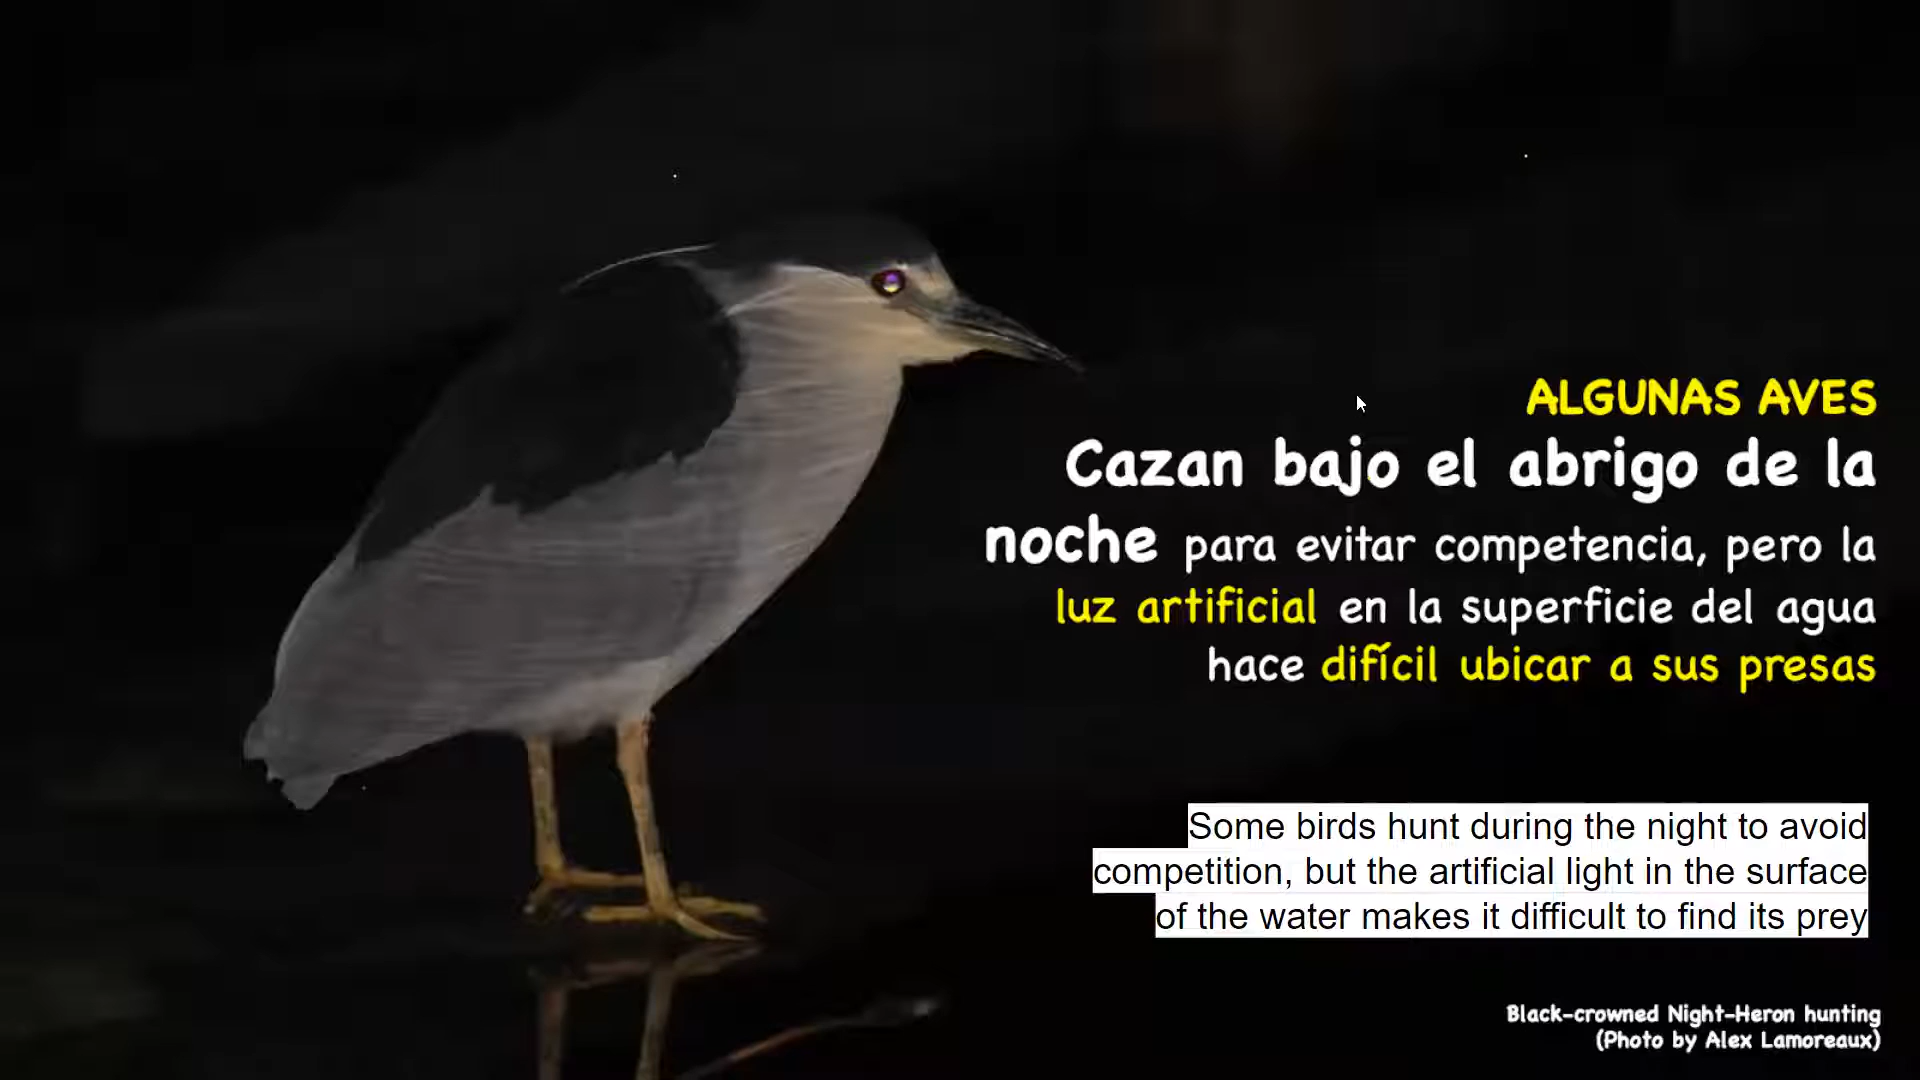 ALGUNAS AVES
Cazan bajo el abrigo de la
noche para evitar competencia, pero la
luz artificial en la superficie del agua
hace difícil ubicar a sus presas
Some birds hunt during the night to avoid
competition, but the artificial light in the surface
of the water makes it difficult to find its prey
Black-crowned Night-Heron hunting
(Photo by Alex Lamoreaux)